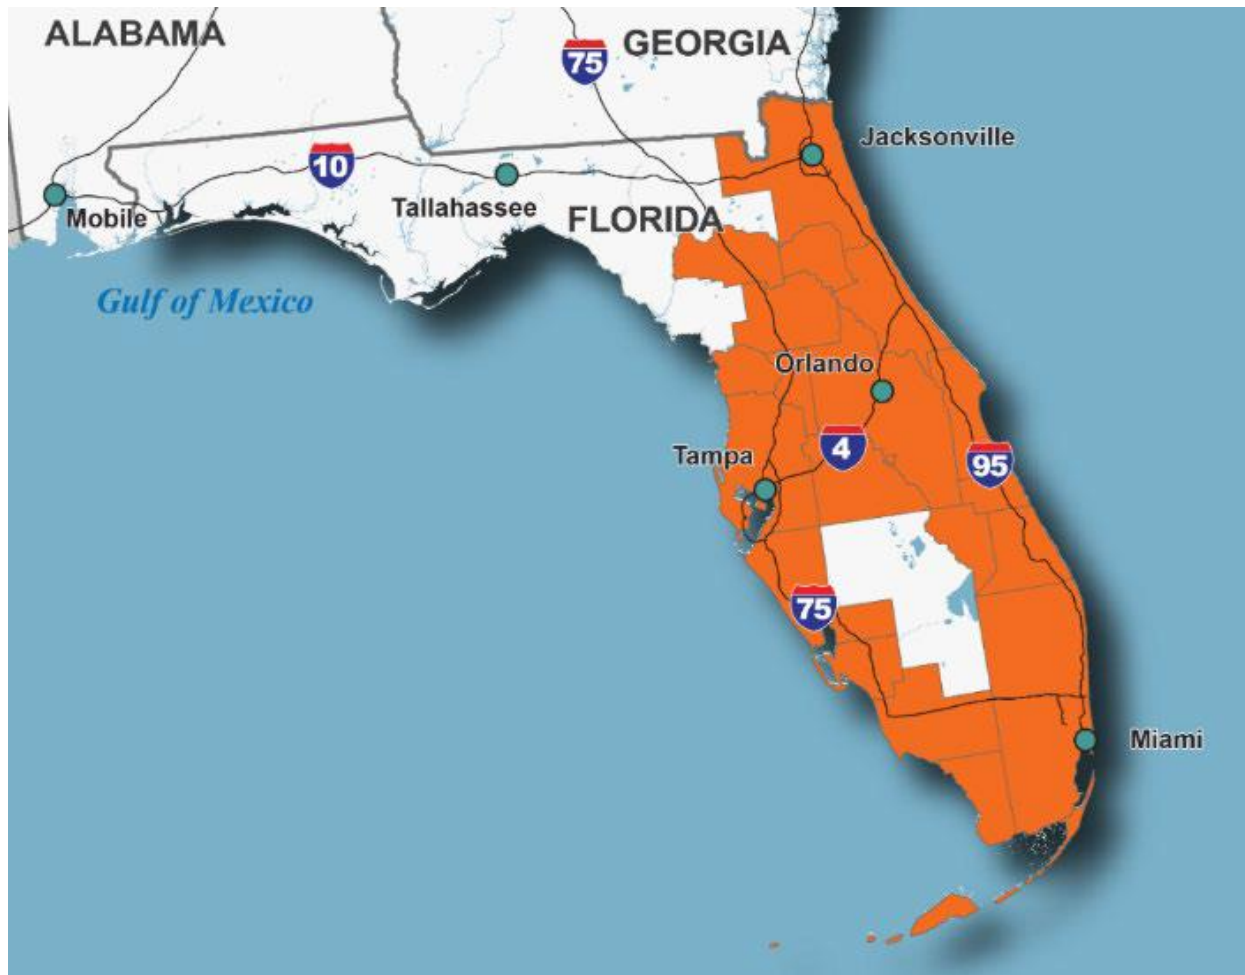 ALABAMA
GEORGIA
75
Jacksonville
10
Tallahassee
Mobile
FLORIDA
Gulf of Mexico
Orlando
4
Tampa
95
75
Miami